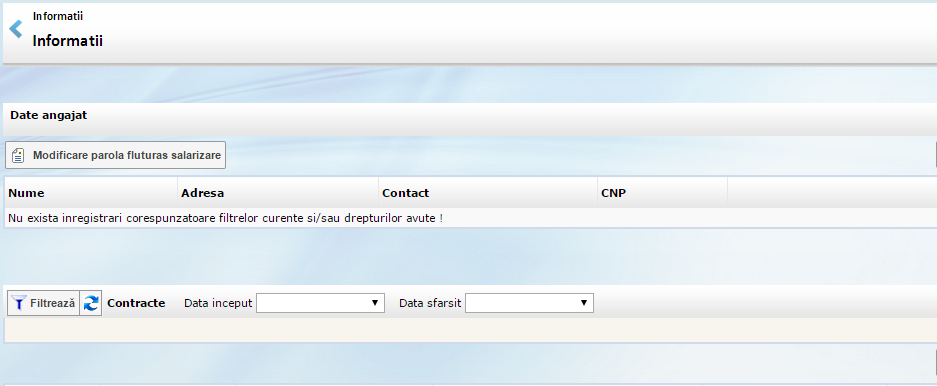 Informatii
Informatii
Date angajat
Modificare parola fluturas salarizare
Nume Adresa Contact CNP
Nu exista inregistrari corespunzatoare filtrelor curente si/sau drepturilor avute !
Filtrează Contracte Data inceput Data sfarsit